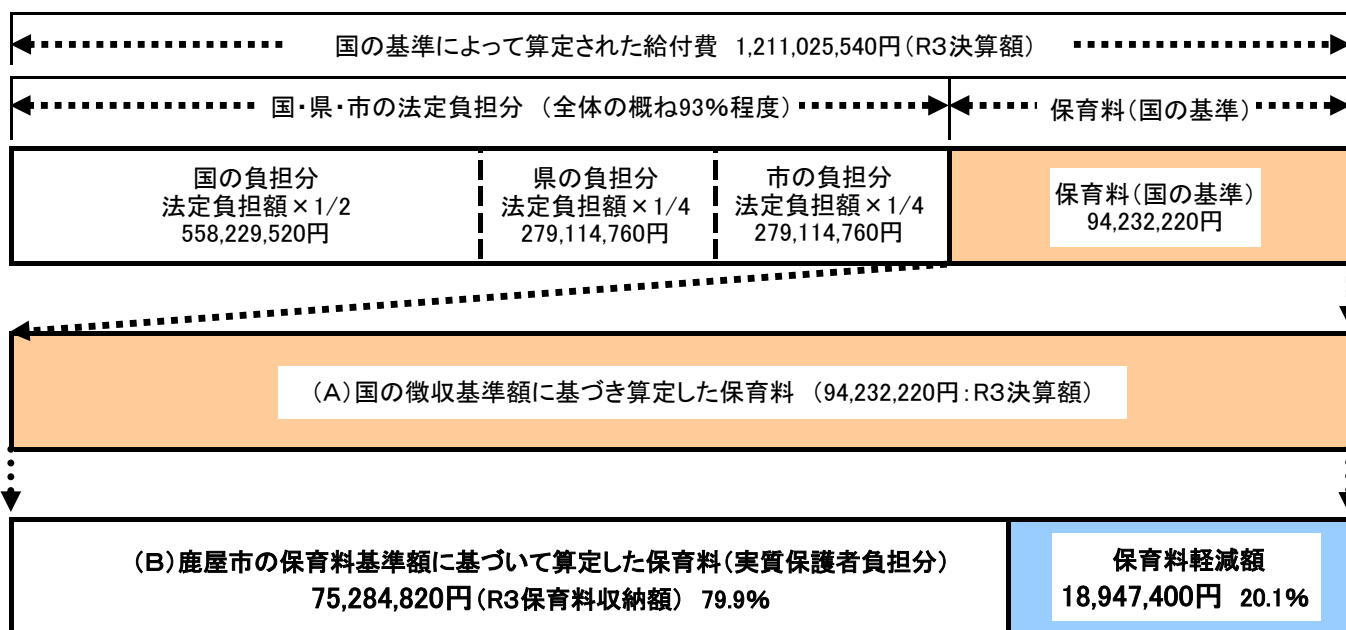 国の基準によって算定された給付費 1,211,025,540円(R3決算額)
国・県・市の法定負担分 (全体の概ね93%程度)
保育料(国の基準)
国の負担分
法定負担額×1/2
558,229,520円
県の負担分
法定負担額×1/4
279,114,760円
市の負担分
法定負担額×1/4
279,114,760円
保育料(国の基準)
94,232,220円
(A)国の徴収基準額に基づき算定した保育料 (94,232,220円:R3決算額)
(B)鹿屋市の保育料基準額に基づいて算定した保育料(実質保護者負担分)
75,284,820円(R3保育料収納額) 79.9%
保育料軽減額
18,947,400円 20.1%